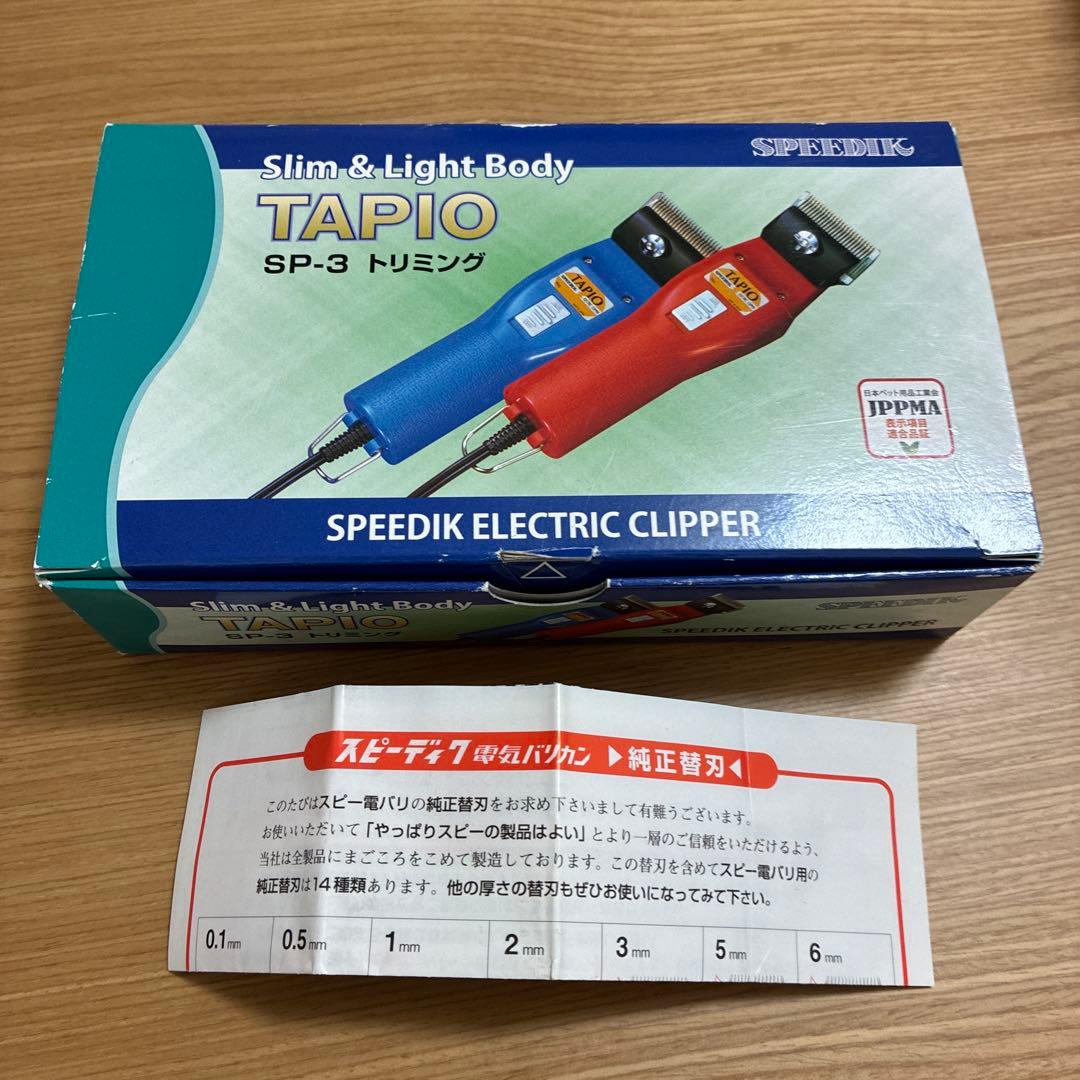 SPEEDIK
Slim & Light Body
TAPIO
SP-3 トリミング
TAPIO
TAPIO
日本ペット用品工業会
JPPMA
表示項目
適合品証
SPEEDIK ELECTRIC CLIPPER
Slim & Light Body
TAPIO
SP-3 トリミング
SPEEDIK
SPEEDIK ELECTRIC CLIPPER
スピーディク電気バリカン ▶純正替刃◀
このたびはスピー電バリの純正替刃をお求め下さいまして有難うございます。
お使いいただいて「やっぱりスピーの製品はよい」とより一層のご信頼をいただけるよう、
当社は全製品にまごころをこめて製造しております。この替刃を含めてスピー電バリ用の
純正替刃は14種類あります。他の厚さの替刃もぜひお使いになってみて下さい。
0.1mm 0.5mm 1mm 2mm 3mm 5mm 6mm